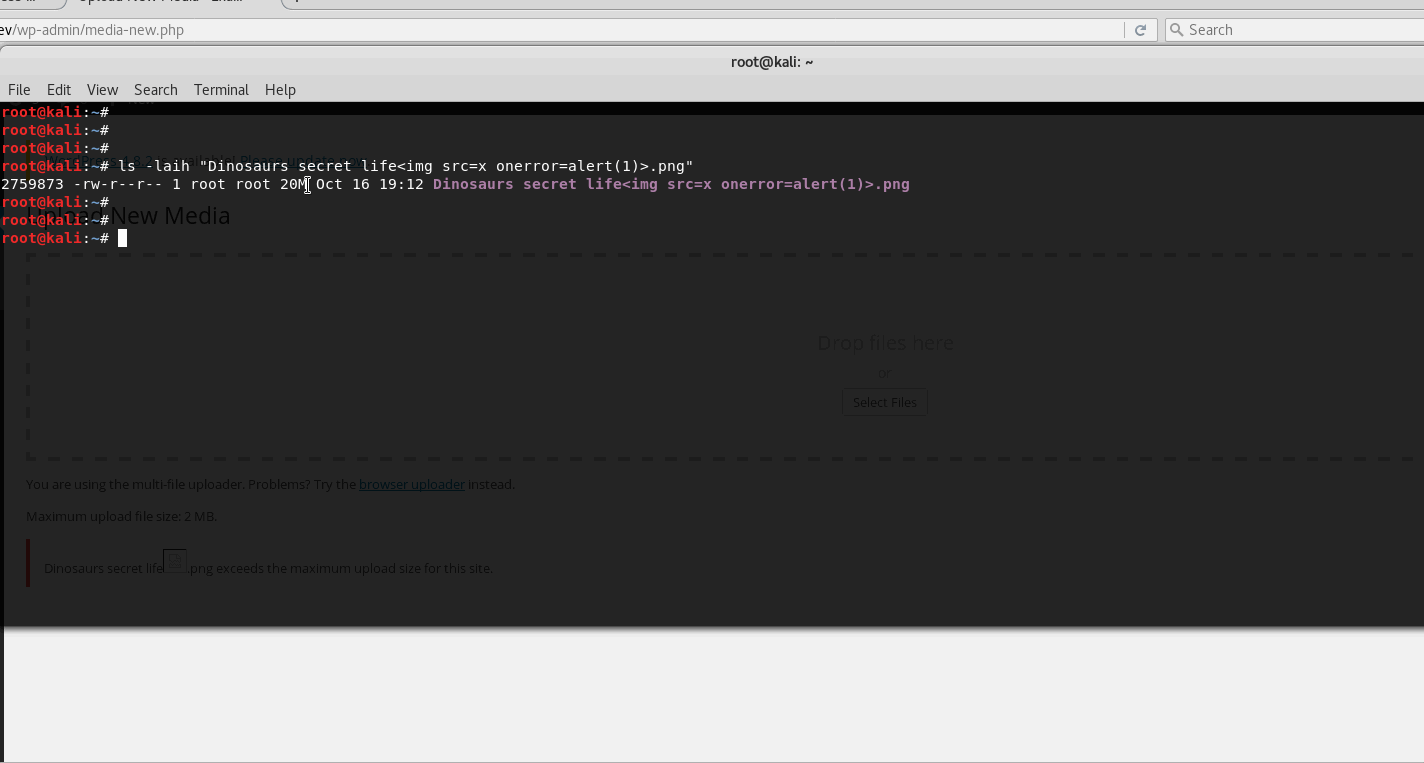 ev/wp-admin/media-new.php
Search
root@kali: ~
File Edit View Search Terminal Help
root@kali:~#
root@kali:~#
root@kali:~#
root@kali:~# ls -laih "Dinosaurs secret life<img src=x onerror=alert(1)>.png"
2759873 -rw-r--r-- 1 root root 20M Oct 16 19:12 Dinosaurs secret life<img src=x onerror=alert(1)>.png
root@kali:~#
Upload New Media
root@kali:~#
root@kali:~#
Drop files here
or
Select Files
You are using the multi-file uploader. Problems? Try the browser uploader instead.
Maximum upload file size: 2 MB.
Dinosaurs secret life .png exceeds the maximum upload size for this site.